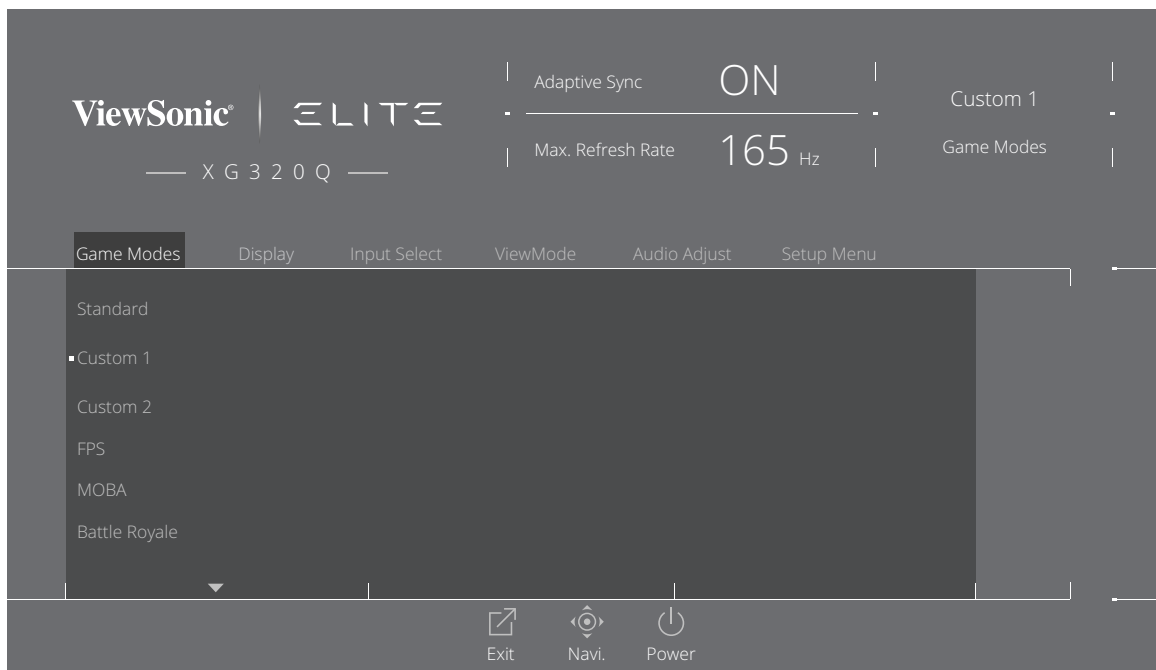 ViewSonic® ELITE
XG320Q
Adaptive Sync ON
Max. Refresh Rate 165 Hz
Custom 1
Game Modes
Game Modes Display Input Select ViewMode Audio Adjust Setup Menu
Standard
Custom 1
Custom 2
FPS
MOBA
Battle Royale
Exit Navi. Power